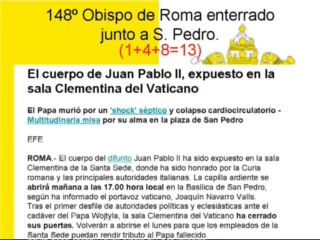 148º Obispo de Roma enterrado
junto a S. Pedro.
(1+4+8=13)
El cuerpo de Juan Pablo II, expuesto en la
sala Clementina del Vaticano
El Papa murió por un 'shock' séptico y colapso cardiocirculatorio -
Multitudinaria misa por su alma en la plaza de San Pedro
EFE
ROMA.- El cuerpo del difunto Juan Pablo II ha sido expuesto en la sala
Clementina de la Santa Sede, donde ha sido honrado por la Curia
romana y las principales autoridades italianas. La capilla ardiente se
abrirá mañana a las 17.00 hora local en la Basílica de San Pedro,
según ha informado el portavoz vaticano, Joaquín Navarro Valls.
Tras el primer desfile de autoridades políticas y eclesiásticas ante el
cadáver del Papa Wojtyla, la sala Clementina del Vaticano ha
cerrado sus puertas. Volverán a abrirse el lunes para que los empleados de la
Santa Sede puedan rendir tributo al Papa fallecido.